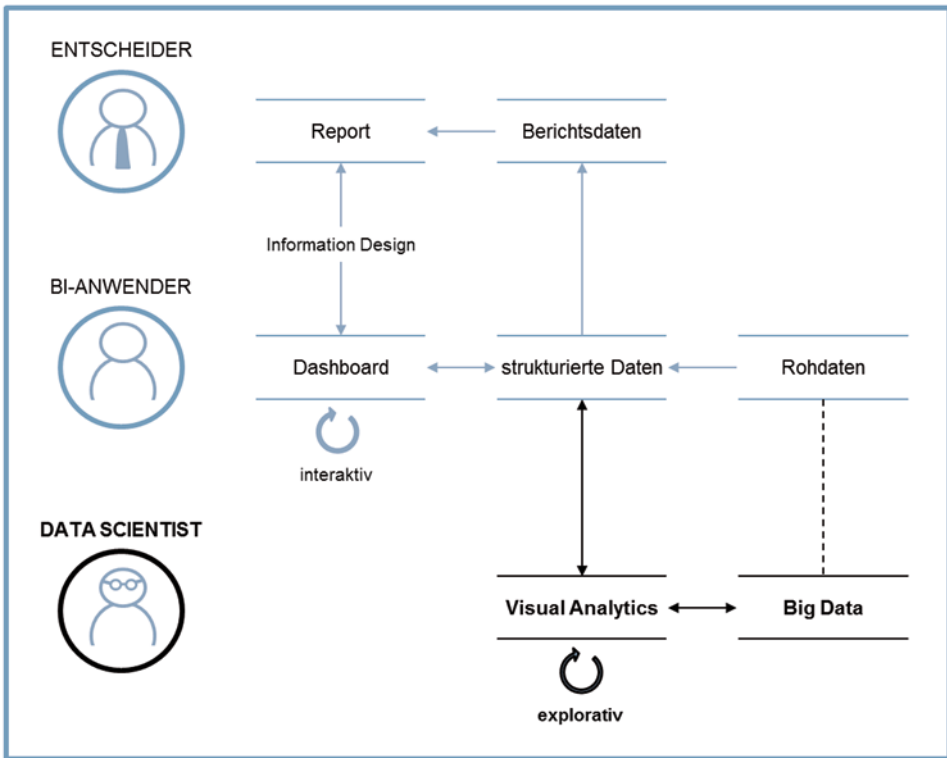 ENTSCHEIDER
Report
Berichtsdaten
Information Design
BI-ANWENDER
Dashboard
strukturierte Daten
Rohdaten
interaktiv
DATA SCIENTIST
Visual Analytics
Big Data
explorativ